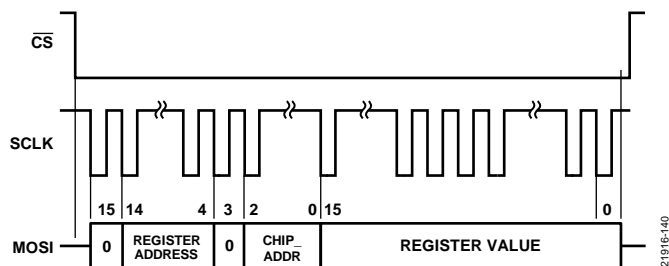 CS
SCLK
15 14 4 3 2 0 15 0
MOSI 0 REGISTER ADDRESS 0 CHIP_ ADDR REGISTER VALUE
21916-140